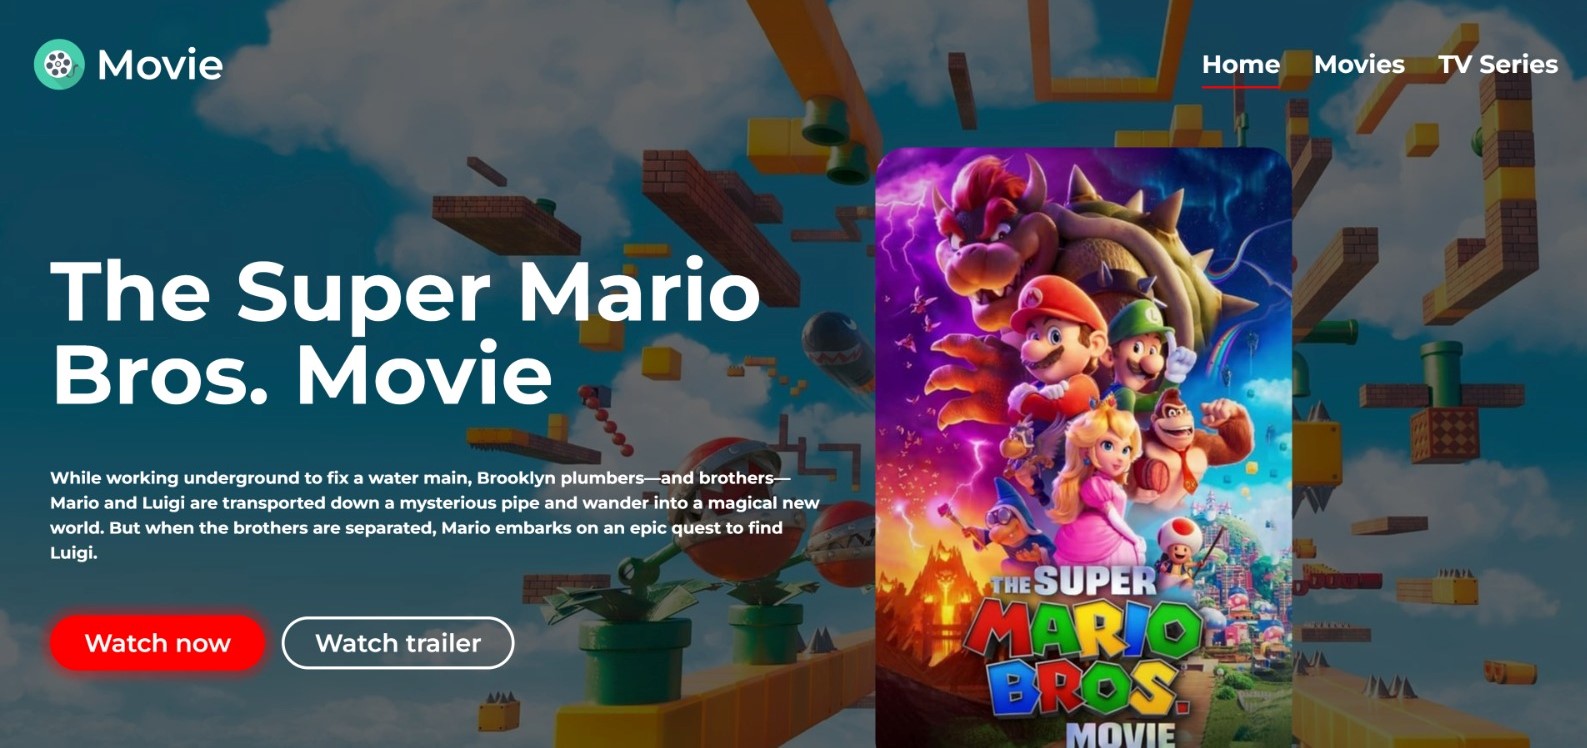 Movie
Home Movies TV Series
The Super Mario
Bros. Movie
While working underground to fix a water main, Brooklyn plumbers—and brothers—
Mario and Luigi are transported down a mysterious pipe and wander into a magical new
world. But when the brothers are separated, Mario embarks on an epic quest to find
Luigi.
Watch now Watch trailer
M
L
THE SUPER
MARIO
BROS.
MOVIE